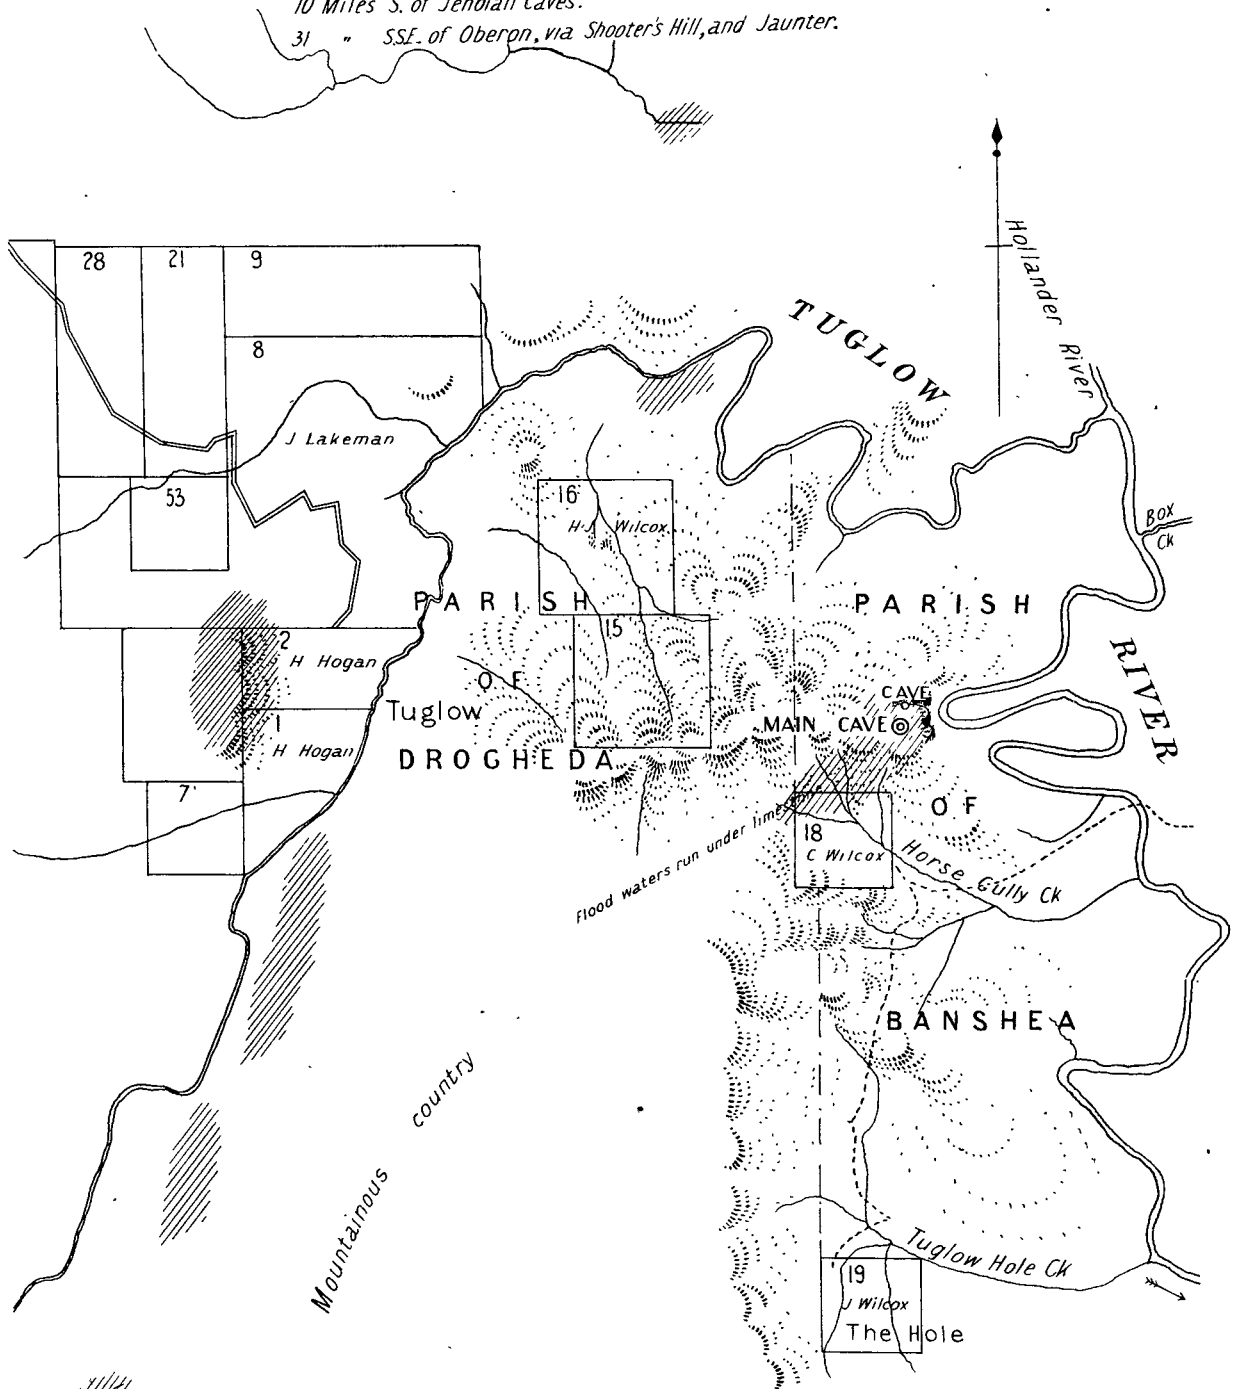 10 Miles S. of Jenolan Caves.
31 " SSE. of Oberon, via Shooter's Hill, and Jaunter.
Hollander River
TUGLOW RIVER
28
21
9
8
J Lakeman
53
16
H.J. Wilcox
Box Ck
PARISH OF DROGHEDA
PARISH OF BANSHEA
15
2
H Hogan
Tuglow
1
H Hogan
CAVE
MAIN CAVE
7
18
C Wilcox
Flood waters run under limes
Horse Gully Ck
Mountainous country
Tuglow Hole Ck
19
J Wilcox
The Hole